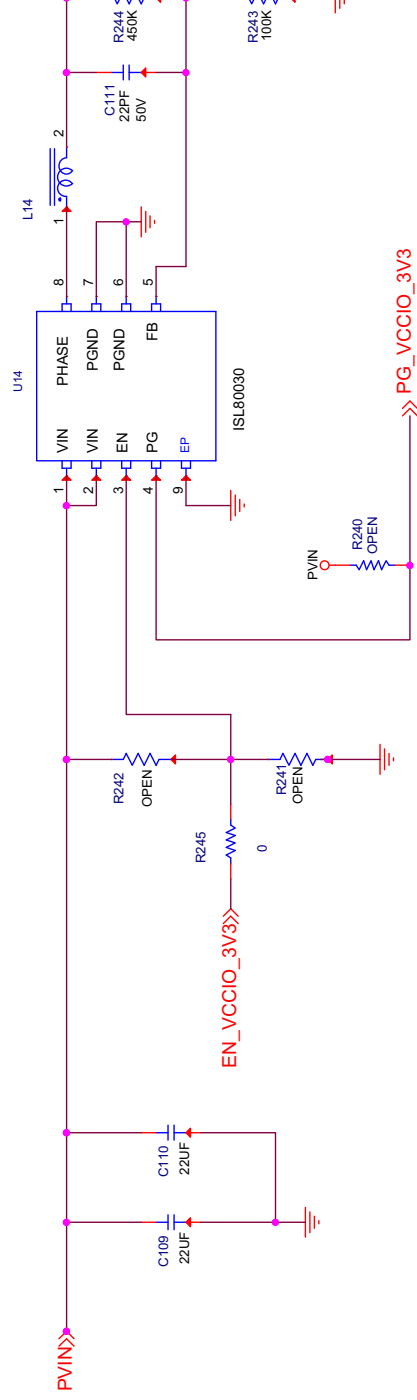 PVIN
C109
22UF
C110
22UF
EN_VCCIO_3V3
R245
0
R242
OPEN
R241
OPEN
PVIN
R240
OPEN
PG_VCCIO_3V3
U14
1
VIN
2
VIN
3
EN
4
PG
9
EP
PHASE
8
PGND
7
PGND
6
FB
5
ISL80030
L14
1
2
C111
22PF
50V
R244
450K
R243
100K